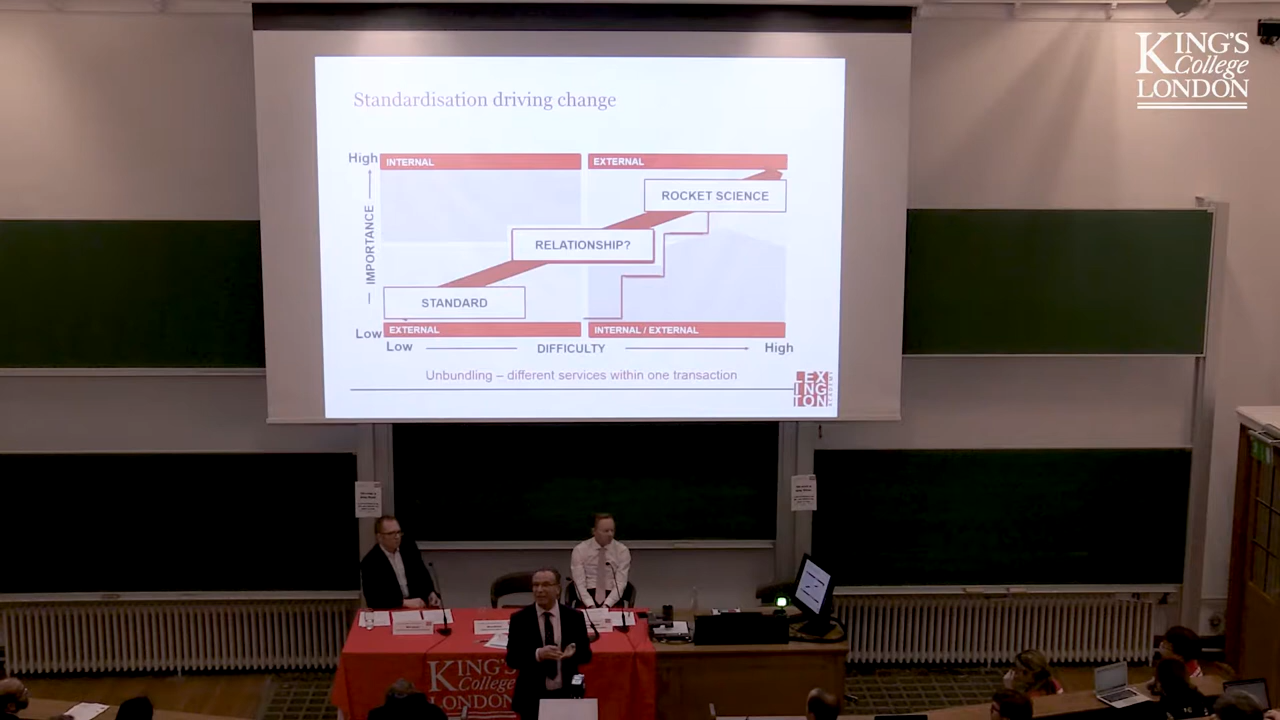 KING'S
College
LONDON
Standardisation driving change
High
INTERNAL
EXTERNAL
ROCKET SCIENCE
IMPORTANCE
RELATIONSHIP?
STANDARD
Low
EXTERNAL
INTERNAL / EXTERNAL
Low
DIFFICULTY
High
Unbundling – different services within one transaction
LEX
ING
TON
KING'S
College
LONDON